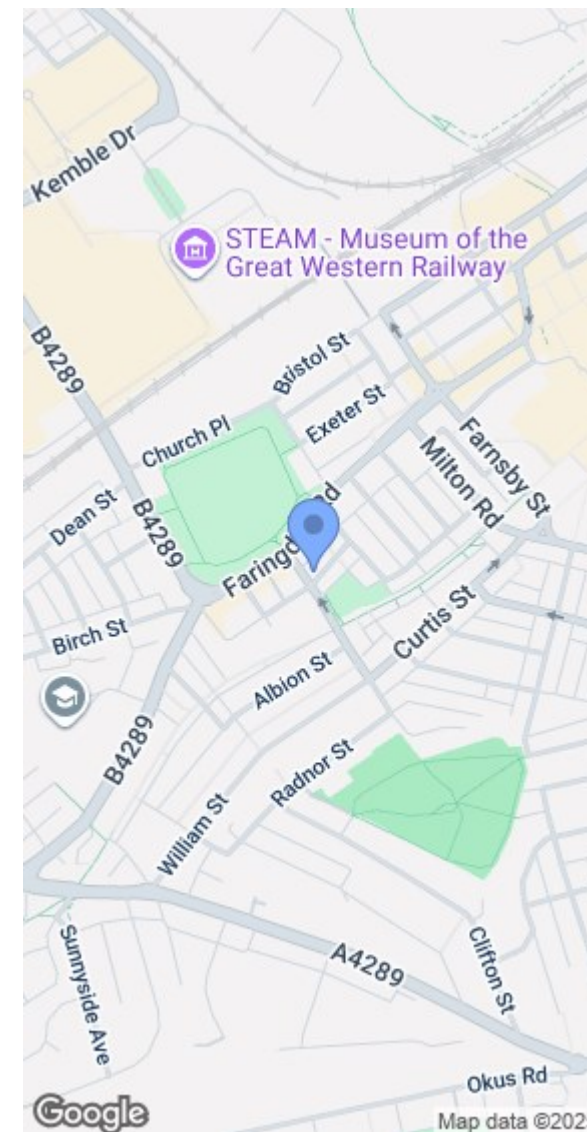 Kemble Dr
STEAM - Museum of the
Great Western Railway
B4289
Bristol St
Exeter St
Church Pl
Farnsby St
Milton Rd
Dean St
B4289
Faringd
Rd
Birch St
Curtis St
Albion St
B4289
Radnor St
William St
Sunnyside Ave
A4289
Clifton St
Okus Rd
Google
Map data ©202